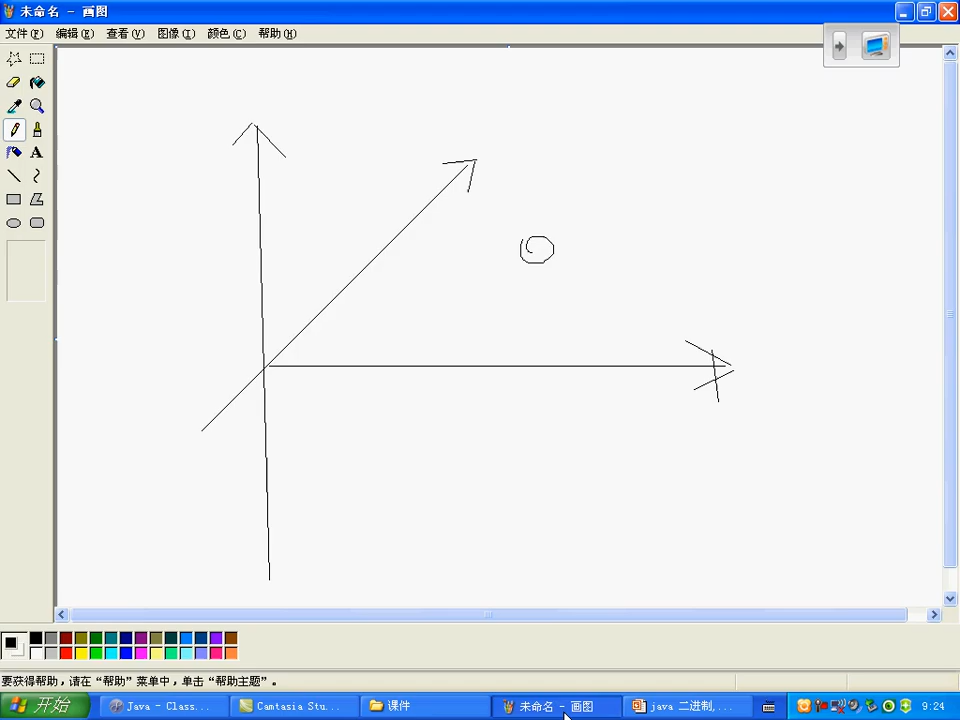 未命名 - 画图
文件(F) 编辑(E) 查看(V) 图像(I) 颜色(C) 帮助(H)
A
要获得帮助,请在“帮助”菜单中,单击“帮助主题”。
开始 Java - Class... Camtasia Stu... 课件 未命名 - 画图 java 二进制,... 9:24